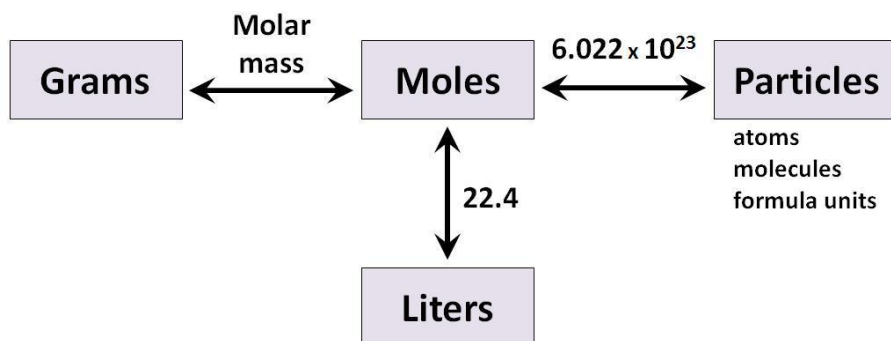 Molar
mass
6.022 x 10²³
Grams
Moles
Particles
atoms
molecules
formula units
22.4
Liters